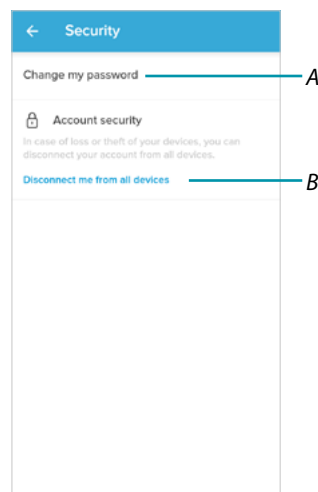 Security
Change my password
A
Account security
In case of loss or theft of your devices, you can
disconnect your account from all devices.
Disconnect me from all devices
B